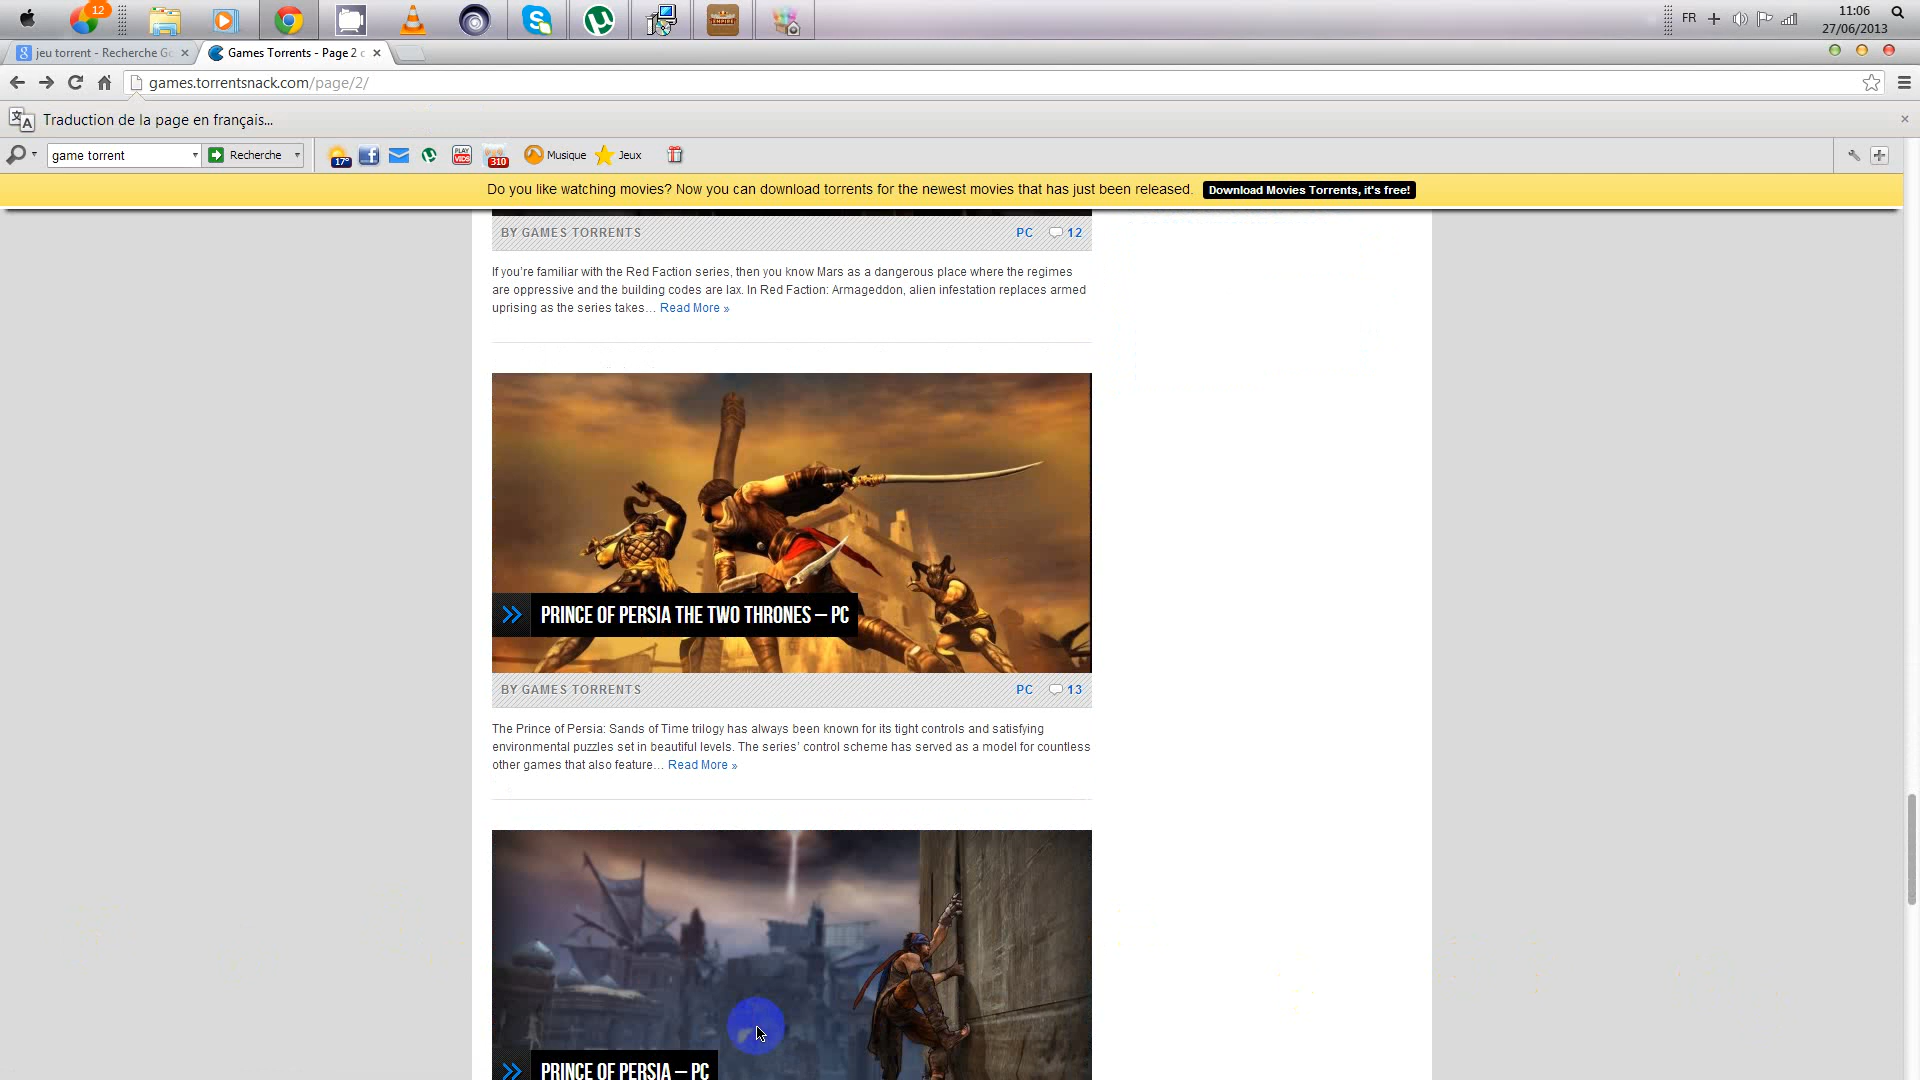 12
FR
11:06
27/06/2013
jeu torrent - Recherche Go
Games Torrents - Page 2 o
games.torrentsnack.com/page/2/
Traduction de la page en français...
game torrent
Recherche
17°
PLAY VIDS
310
Musique
Jeux
Do you like watching movies? Now you can download torrents for the newest movies that has just been released.
Download Movies Torrents, it's free!
BY GAMES TORRENTS
PC
12
If you're familiar with the Red Faction series, then you know Mars as a dangerous place where the regimes
are oppressive and the building codes are lax. In Red Faction: Armageddon, alien infestation replaces armed
uprising as the series takes… Read More »
PRINCE OF PERSIA THE TWO THRONES – PC
BY GAMES TORRENTS
PC
13
The Prince of Persia: Sands of Time trilogy has always been known for its tight controls and satisfying
environmental puzzles set in beautiful levels. The series' control scheme has served as a model for countless
other games that also feature… Read More »
PRINCE OF PERSIA – PC